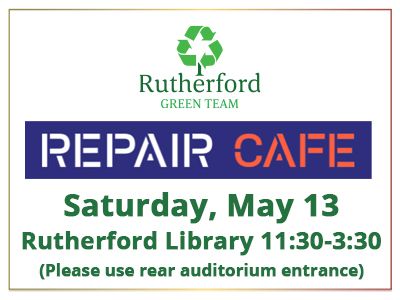 Rutherford
GREEN TEAM
REPAIR CAFE
Saturday, May 13
Rutherford Library 11:30-3:30
(Please use rear auditorium entrance)